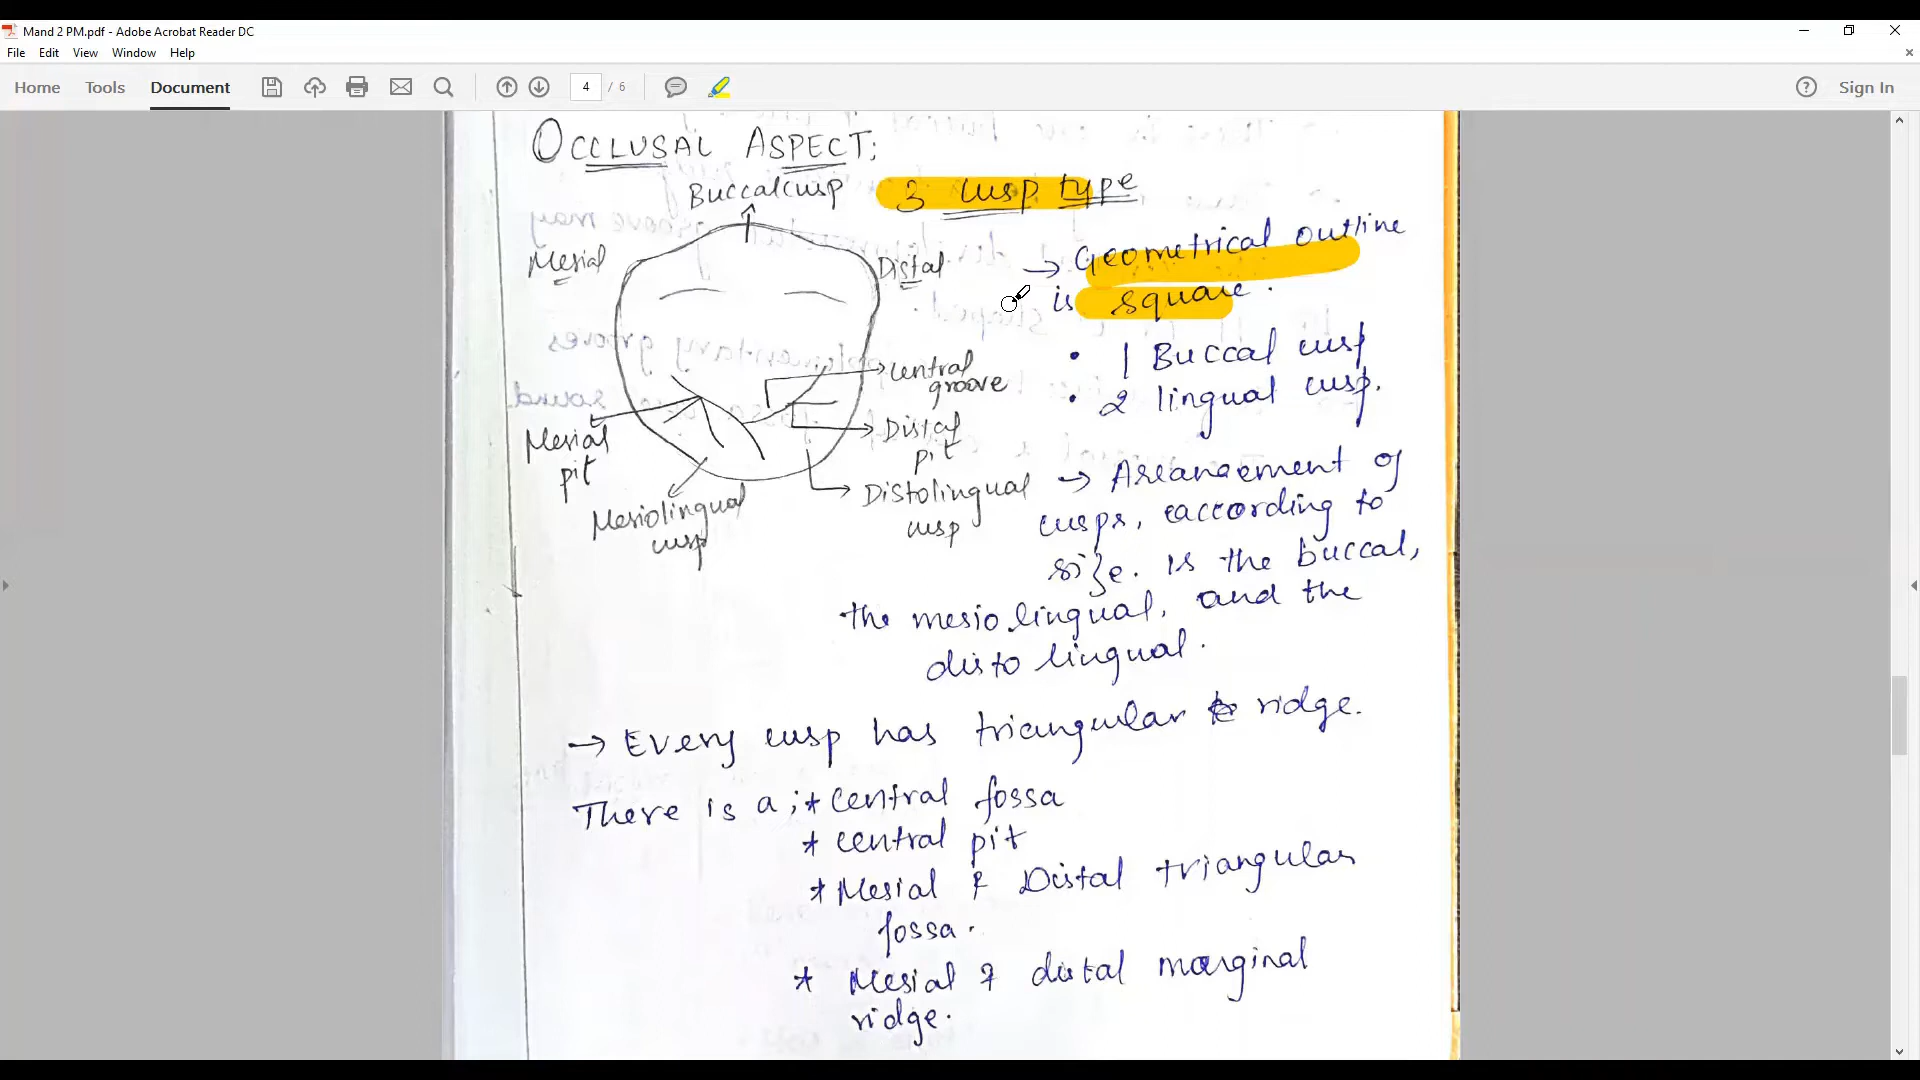 Mand 2 PM.pdf - Adobe Acrobat Reader DC
File Edit View Window Help
Home Tools Document 4 / 6 Sign In
OCCLUSAL ASPECT:
Buccal cusp
3 cusp type
Mesial
Distal
→ Geometrical outline
is square.
• 1 Buccal cusp
• 2 lingual cusp.
central
groove
Distal
pit
Mesial
pit
Mesiolingual
cusp
Distolingual
cusp
→ Arrangement of
cusps, according to
size. is the buccal,
the mesiolingual, and the
disto lingual.
→ Every cusp has triangular ridge.
There is a ; * central fossa
* central pit
* Mesial & Distal triangular
fossa.
* Mesial & distal marginal
ridge.